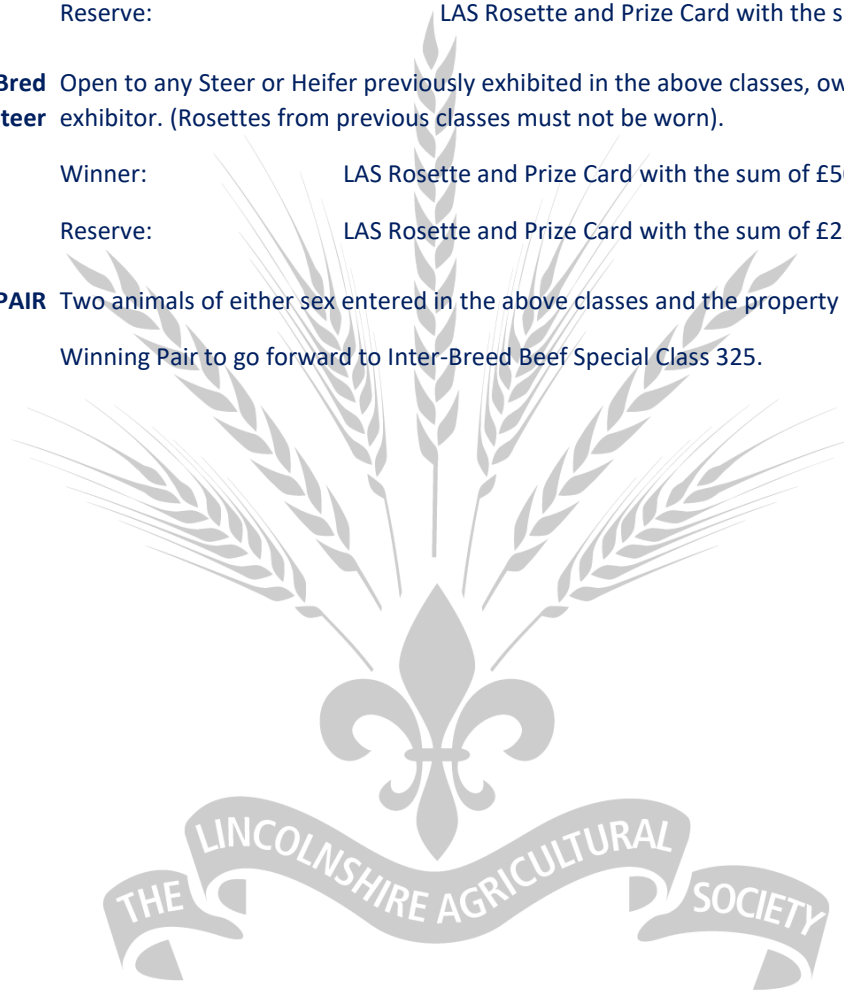 Reserve: LAS Rosette and Prize Card with the s
Bred Open to any Steer or Heifer previously exhibited in the above classes, ow
teer exhibitor. (Rosettes from previous classes must not be worn).
Winner: LAS Rosette and Prize Card with the sum of £50
Reserve: LAS Rosette and Prize Card with the sum of £2
PAIR Two animals of either sex entered in the above classes and the property
Winning Pair to go forward to Inter-Breed Beef Special Class 325.
THE LINCOLNSHIRE AGRICULTURAL SOCIETY